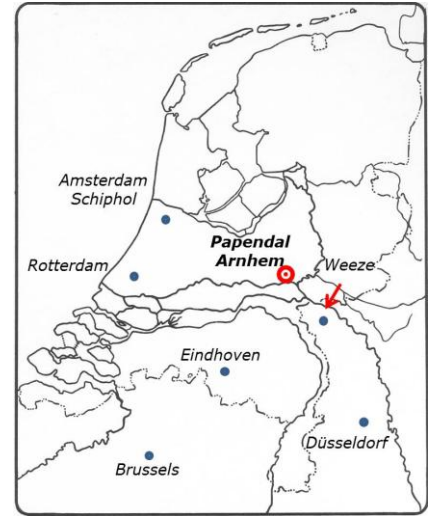 Amsterdam
Schiphol
Papendal
Arnhem
Weeze
Rotterdam
Eindhoven
Düsseldorf
Brussels